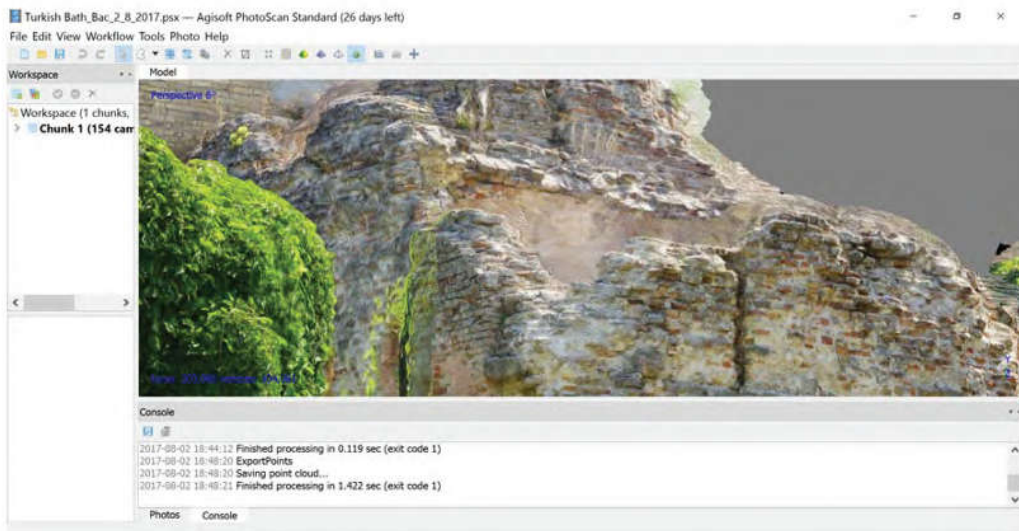 Turkish Bath_Bac_2_8_2017.psx — Agisoft PhotoScan Standard (26 days left)
File Edit View Workflow Tools Photo Help
Workspace
Model
Perspective
Workspace (1 chunks,
Chunk 1 (154 cam
Console
2017-08-02 18:44:12 Finished processing in 0.119 sec (exit code 1)
2017-08-02 18:48:20 ExportPoints
2017-08-02 18:48:20 Saving point cloud...
2017-08-02 18:48:21 Finished processing in 1.422 sec (exit code 1)
Photos Console